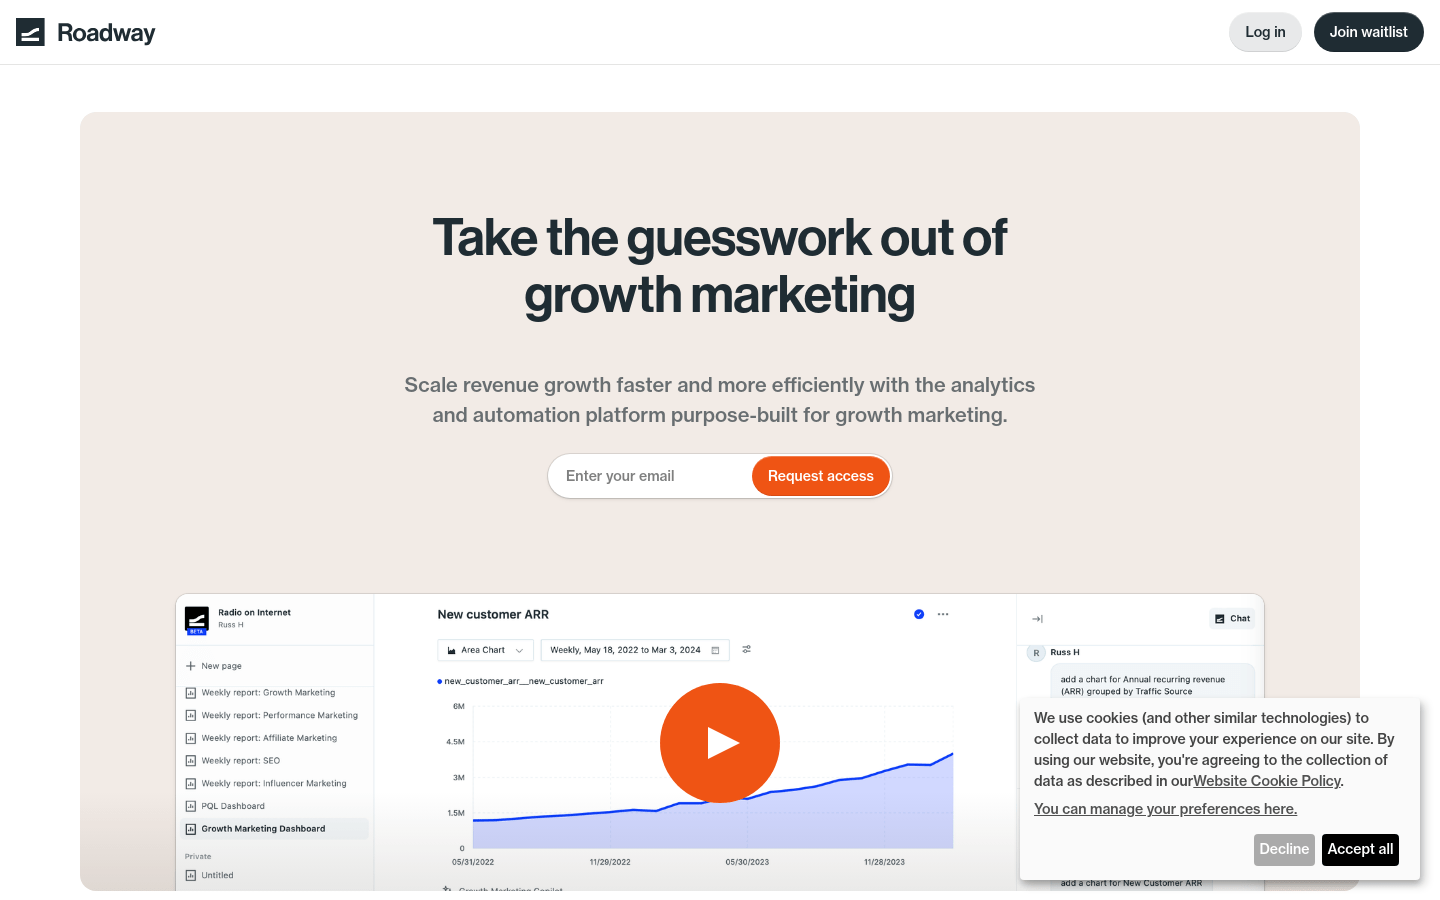 Roadway
Log in
Join waitlist
Take the guesswork out of
growth marketing
Scale revenue growth faster and more efficiently with the analytics
and automation platform purpose-built for growth marketing.
Enter your email
Request access
Radio on Internet
Russ H
BETA
New page
Weekly report: Growth Marketing
Weekly report: Performance Marketing
Weekly report: Affiliate Marketing
Weekly report: SEO
Weekly report: Influencer Marketing
PQL Dashboard
Growth Marketing Dashboard
Private
Untitled
New customer ARR
Area Chart
Weekly, May 18, 2022 to Mar 3, 2024
new_customer_arr__new_customer_arr
6M
4.5M
3M
1.5M
0
05/31/2022
11/29/2022
05/30/2023
11/28/2023
Growth Marketing Copilot
Chat
R
Russ H
add a chart for Annual recurring revenue
(ARR) grouped by Traffic Source
We use cookies (and other similar technologies) to
collect data to improve your experience on our site. By
using our website, you're agreeing to the collection of
data as described in ourWebsite Cookie Policy.
You can manage your preferences here.
Decline
Accept all
add a chart for New Customer ARR